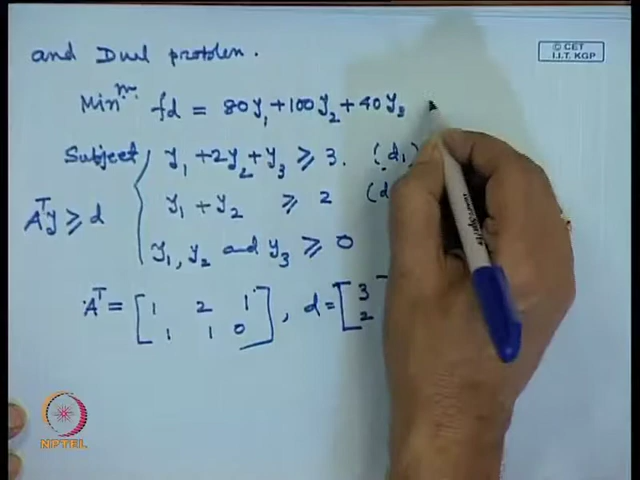 and Dual problem.
© CET
I.I.T. KGP
Minᵐ. fd = 80y₁+100y₂+40y₃
Subject y₁+2y₂+y₃ ⩾ 3. (d₁)
Aᵀy ⩾ d y₁+y₂ ⩾ 2 (d
y₁, y₂ and y₃ ⩾ 0
Aᵀ = [1 2 1 , d = [3
1 1 0] 2
NPTEL